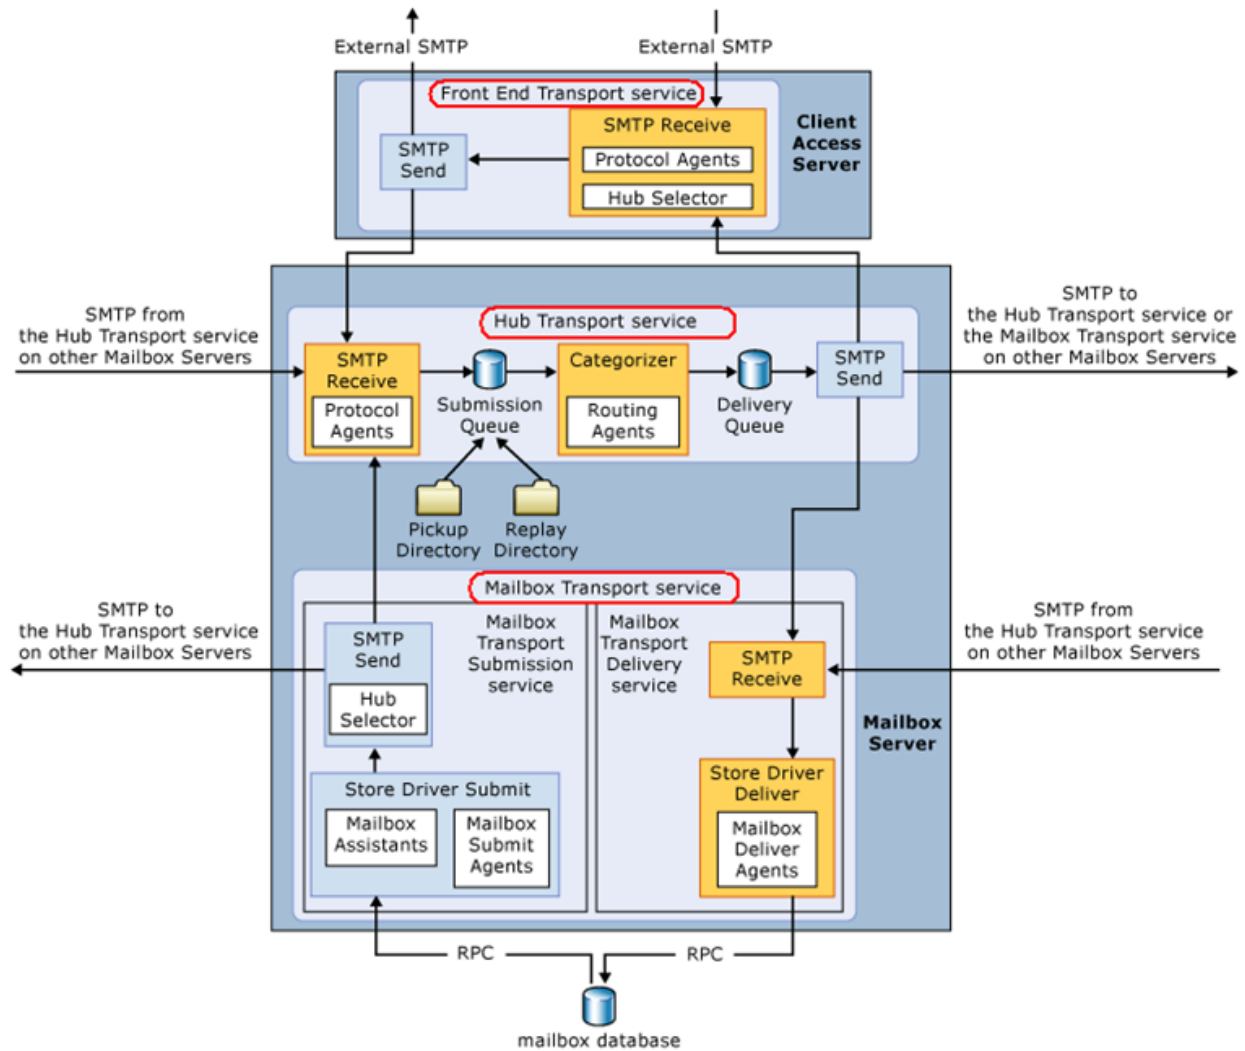 External SMTP
External SMTP
Front End Transport service
SMTP Receive
Protocol Agents
Hub Selector
SMTP
Send
Client
Access
Server
SMTP from
the Hub Transport service
on other Mailbox Servers
Hub Transport service
SMTP
Receive
Protocol
Agents
Submission
Queue
Categorizer
Routing
Agents
Delivery
Queue
SMTP
Send
SMTP to
the Hub Transport service or
the Mailbox Transport service
on other Mailbox Servers
Pickup
Directory
Replay
Directory
Mailbox Transport service
SMTP to
the Hub Transport service
on other Mailbox Servers
SMTP
Send
Hub
Selector
Mailbox
Transport
Submission
service
Mailbox
Transport
Delivery
service
SMTP
Receive
SMTP from
the Hub Transport service
on other Mailbox Servers
Mailbox
Server
Store Driver Submit
Mailbox
Assistants
Mailbox
Submit
Agents
Store Driver
Deliver
Mailbox
Deliver
Agents
RPC
RPC
mailbox database